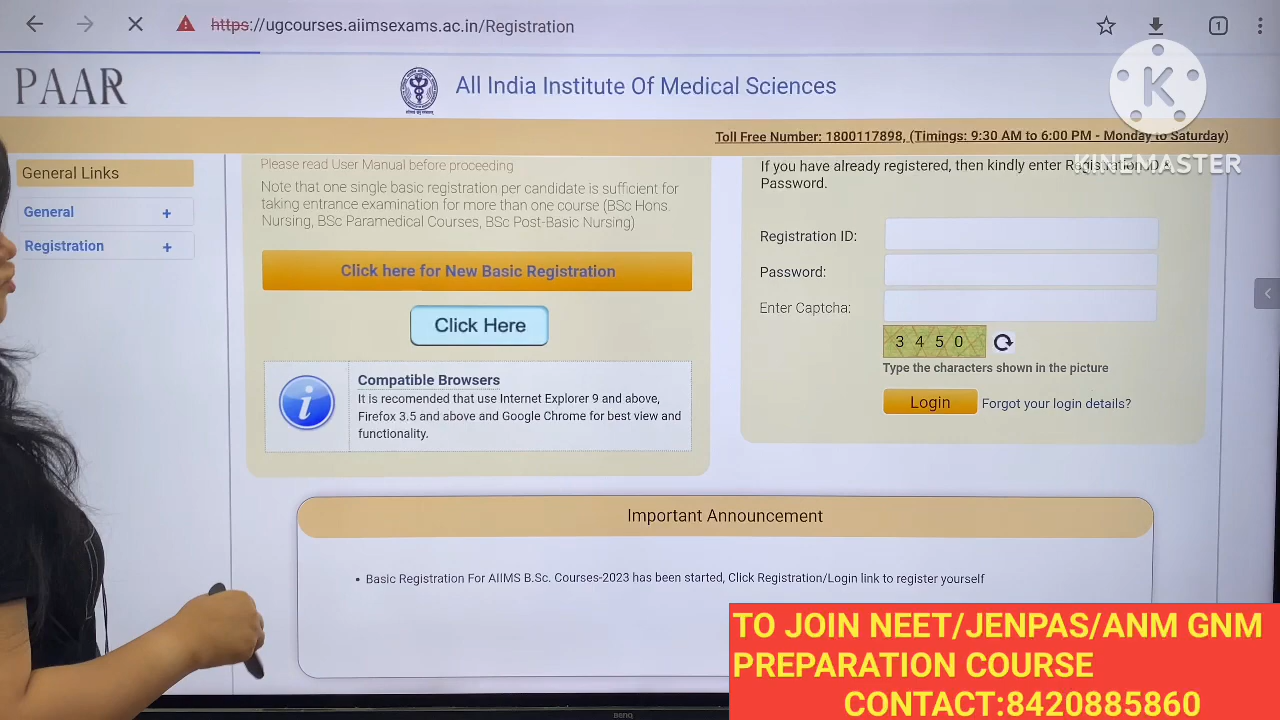 https://ugcourses.aiimsexams.ac.in/Registration
1
PAAR
All India Institute Of Medical Sciences
K
KINEMASTER
Toll Free Number: 1800117898, (Timings: 9:30 AM to 6:00 PM - Monday to Saturday)
General Links
General +
Registration +
Please read User Manual before proceeding
Note that one single basic registration per candidate is sufficient for
taking entrance examination for more than one course (BSc Hons.
Nursing, BSc Paramedical Courses, BSc Post-Basic Nursing)
Click here for New Basic Registration
Click Here
i
Compatible Browsers
It is recomended that use Internet Explorer 9 and above,
Firefox 3.5 and above and Google Chrome for best view and
functionality.
If you have already registered, then kindly enter Registration ID &
Password.
Registration ID:
Password:
Enter Captcha:
3 4 5 0
Type the characters shown in the picture
Login Forgot your login details?
Important Announcement
• Basic Registration For AIIMS B.Sc. Courses-2023 has been started, Click Registration/Login link to register yourself
TO JOIN NEET/JENPAS/ANM GNM
PREPARATION COURSE
CONTACT:8420885860
BenQ